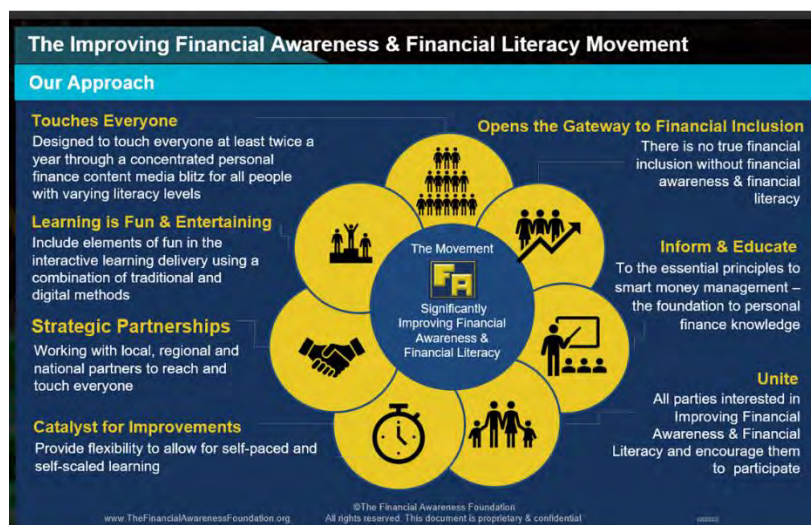 The Improving Financial Awareness & Financial Literacy Movement
Our Approach
Touches Everyone
Designed to touch everyone at least twice a
year through a concentrated personal
finance content media blitz for all people
with varying literacy levels
Learning is Fun & Entertaining
Include elements of fun in the
interactive learning delivery using a
combination of traditional and
digital methods
Strategic Partnerships
Working with local, regional and
national partners to reach and
touch everyone
Catalyst for Improvements
Provide flexibility to allow for self-paced and
self-scaled learning
The Movement
FA
Significantly
Improving Financial
Awareness &
Financial Literacy
Opens the Gateway to Financial Inclusion
There is no true financial
inclusion without financial
awareness & financial
literacy
Inform & Educate
To the essential principles to
smart money management –
the foundation to personal
finance knowledge
Unite
All parties interested in
Improving Financial
Awareness & Financial
Literacy and encourage them
to participate
www.TheFinancialAwarenessFoundation.org
©The Financial Awareness Foundation
All rights reserved. This document is proprietary & confidential